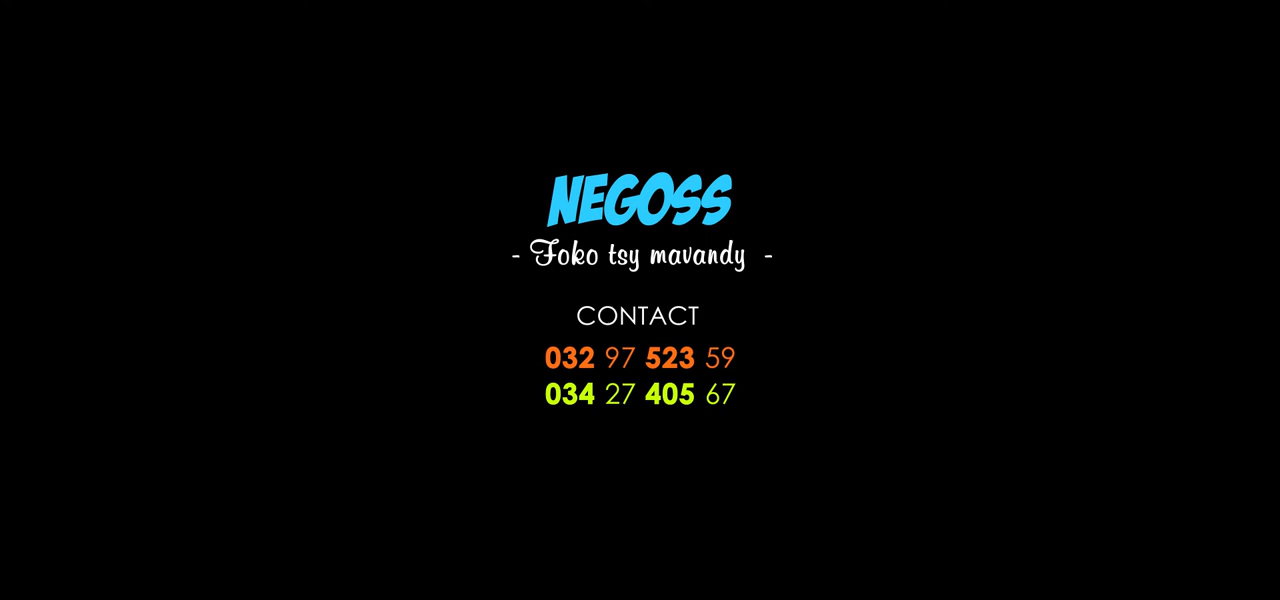 NEGOSS
- Foko tsy mavandy -
CONTACT
032 97 523 59
034 27 405 67